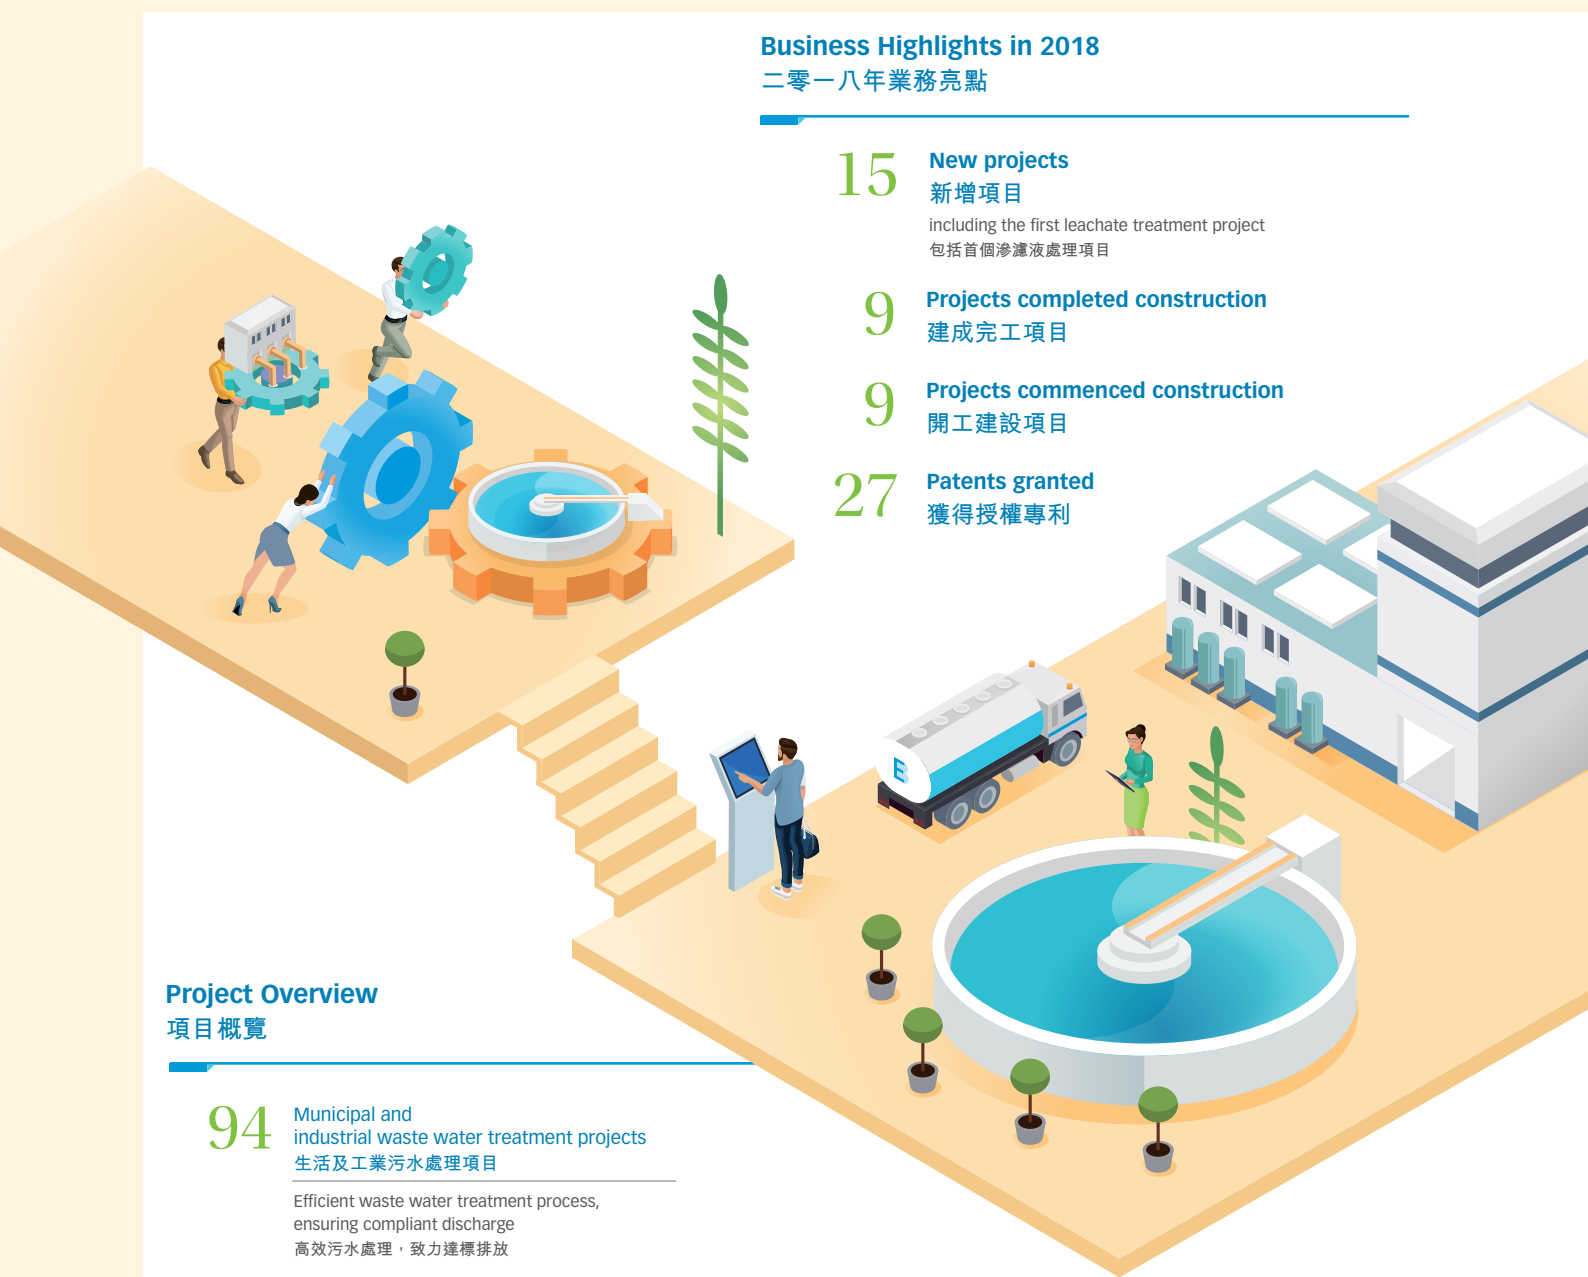 Business Highlights in 2018
二零一八年業務亮點
15
New projects
新增項目
including the first leachate treatment project
包括首個滲濾液處理項目
9
Projects completed construction
建成完工項目
9
Projects commenced construction
開工建設項目
27
Patents granted
獲得授權專利
Project Overview
項目概覽
94
Municipal and
industrial waste water treatment projects
生活及工業污水處理項目
Efficient waste water treatment process,
ensuring compliant discharge
高效污水處理，致力達標排放